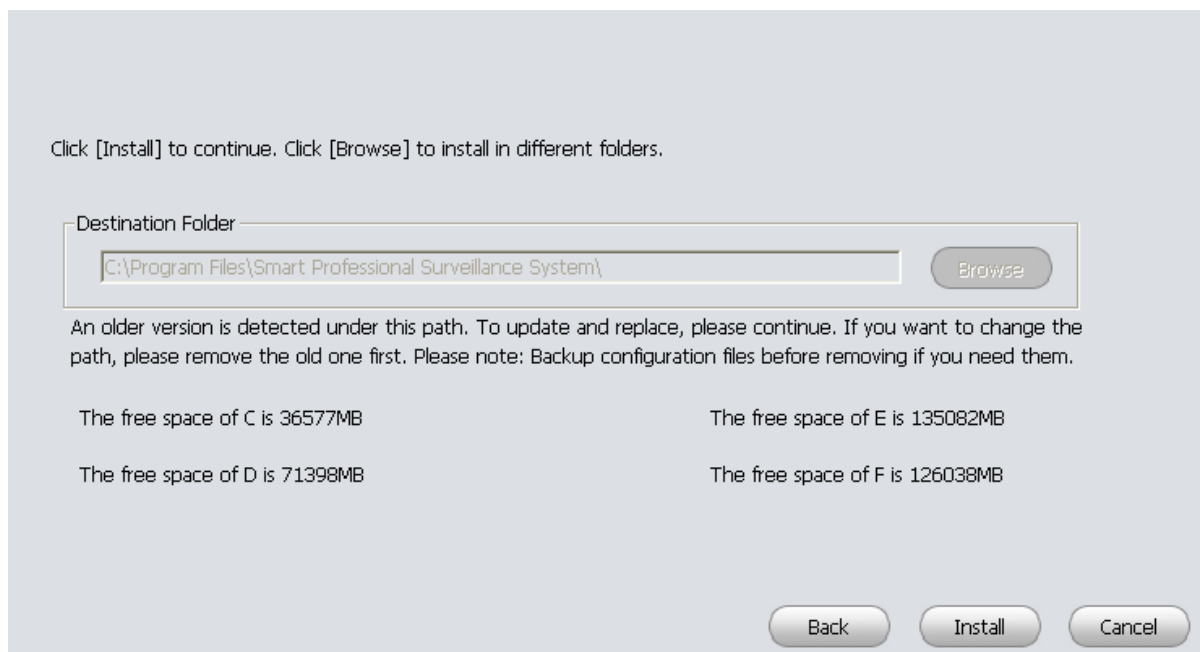 Click [Install] to continue. Click [Browse] to install in different folders.
Destination Folder
C:\Program Files\Smart Professional Surveillance System\
Browse
An older version is detected under this path. To update and replace, please continue. If you want to change the
path, please remove the old one first. Please note: Backup configuration files before removing if you need them.
The free space of C is 36577MB
The free space of E is 135082MB
The free space of D is 71398MB
The free space of F is 126038MB
Back
Install
Cancel